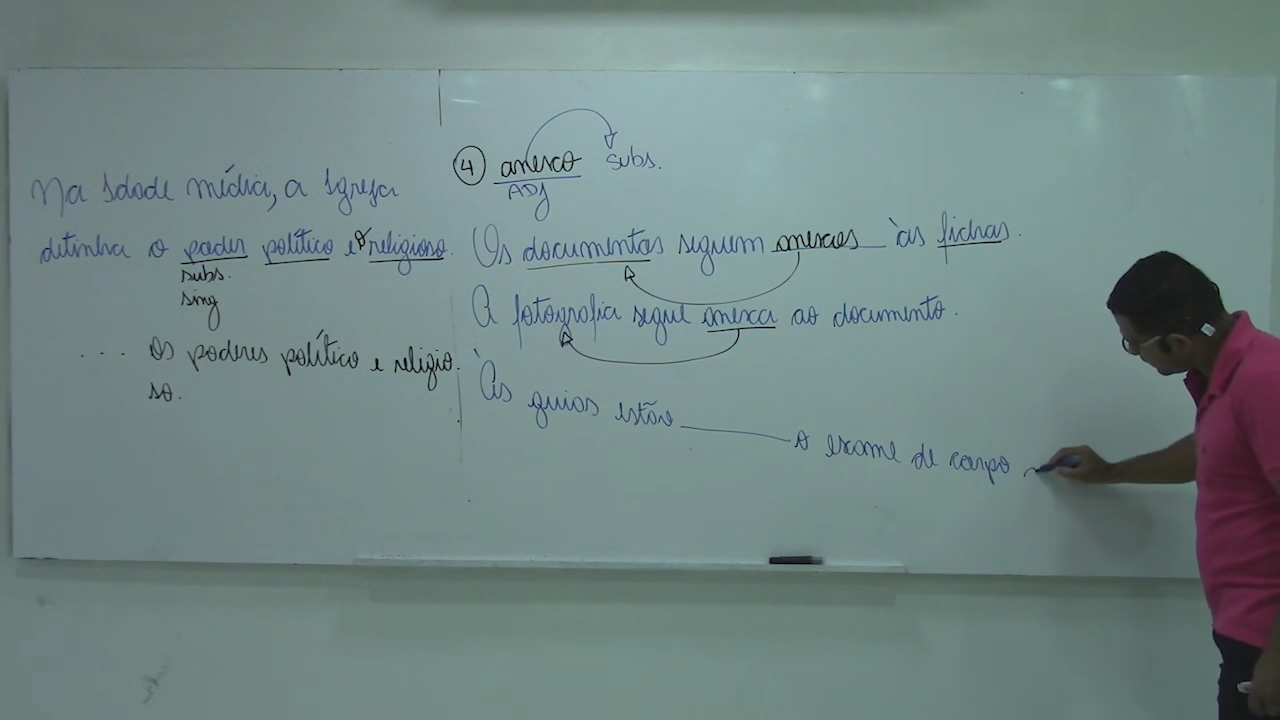 Na Idade média, a Igreja
detinha o poder político e o religioso.
subs.
sing
.... Os poderes político e religio
so.
4 anexo subs.
ADJ
Os documentos seguem anexos às fichas.
A fotografia segue anexa ao documento.
Às guias estão ____ o exame de corpo